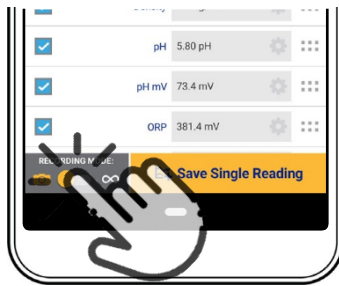 pH 5.80 pH
pH mV 73.4 mV
ORP 381.4 mV
RECORDING MODE:
Save Single Reading